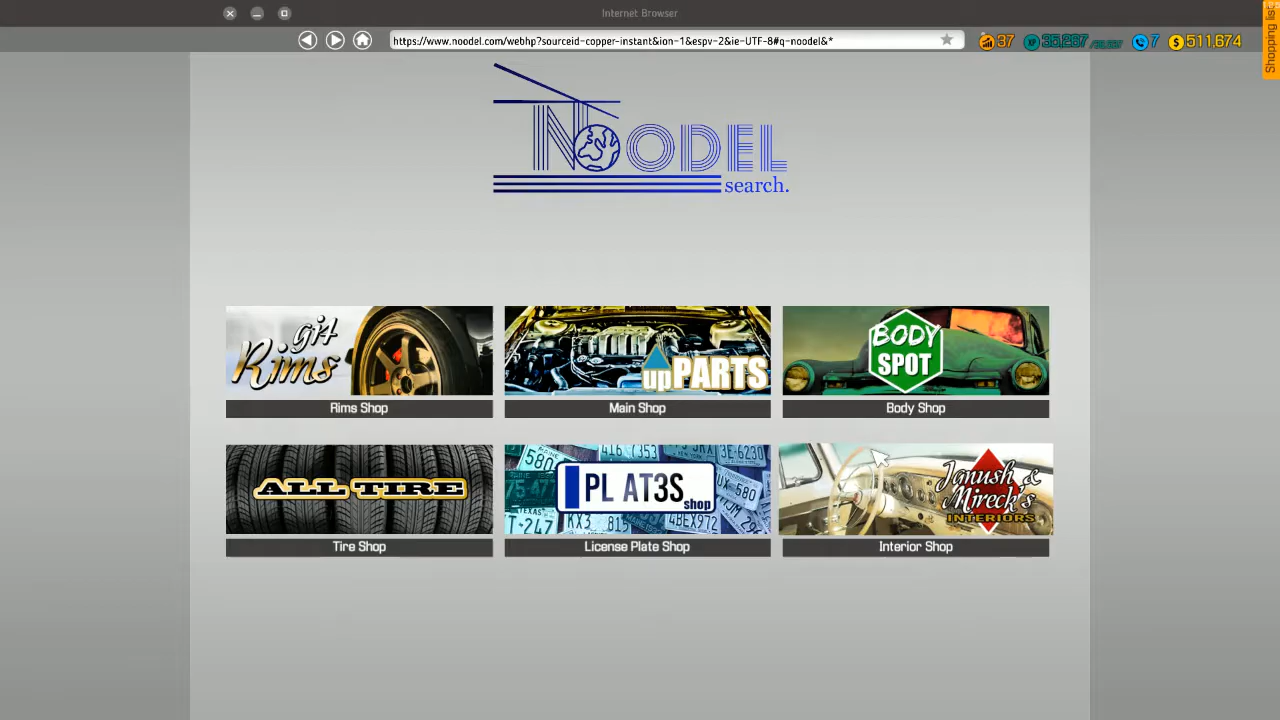 Internet Browser
https://www.noodel.com/webhp?sourceid-copper-instant&ion-1&espv-2&ie-UTF-8#q-noodel&*
37
7
511,674
Shopping list
NOODEL
search.
git
Rims
upPARTS
BODY
SPOT
Rims Shop
Main Shop
Body Shop
ALL TIRE
PL AT3S
shop
Janush &
Mireck's
INTERIORS
Tire Shop
License Plate Shop
Interior Shop